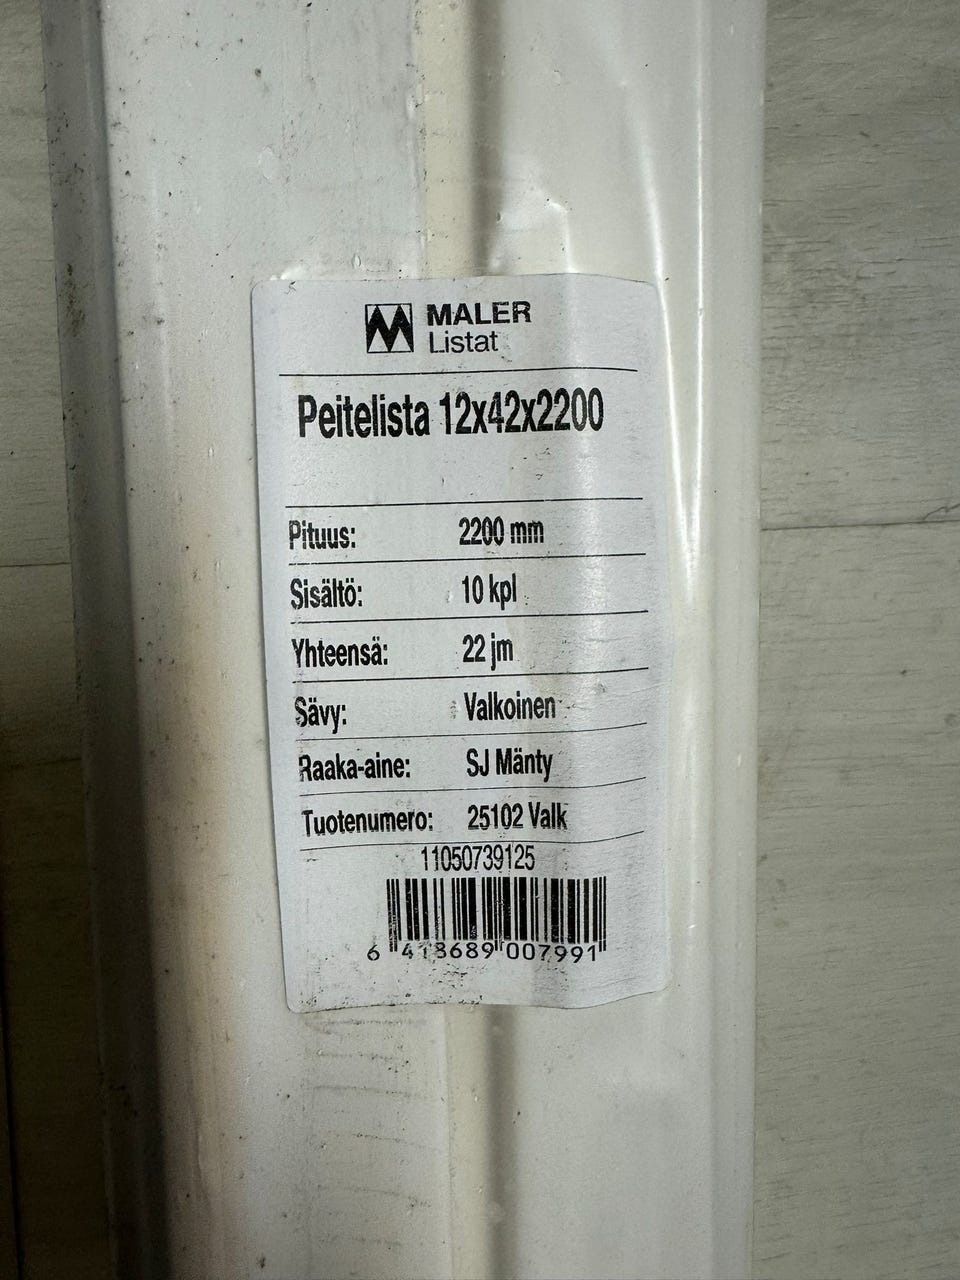 MALER
Listat
Peitelista 12x42x2200
Pituus: 2200 mm
Sisältö: 10 kpl
Yhteensä: 22 jm
Sävy: Valkoinen
Raaka-aine: SJ Mänty
Tuotenumero: 25102 Valk
11050739125
6 418689 007991